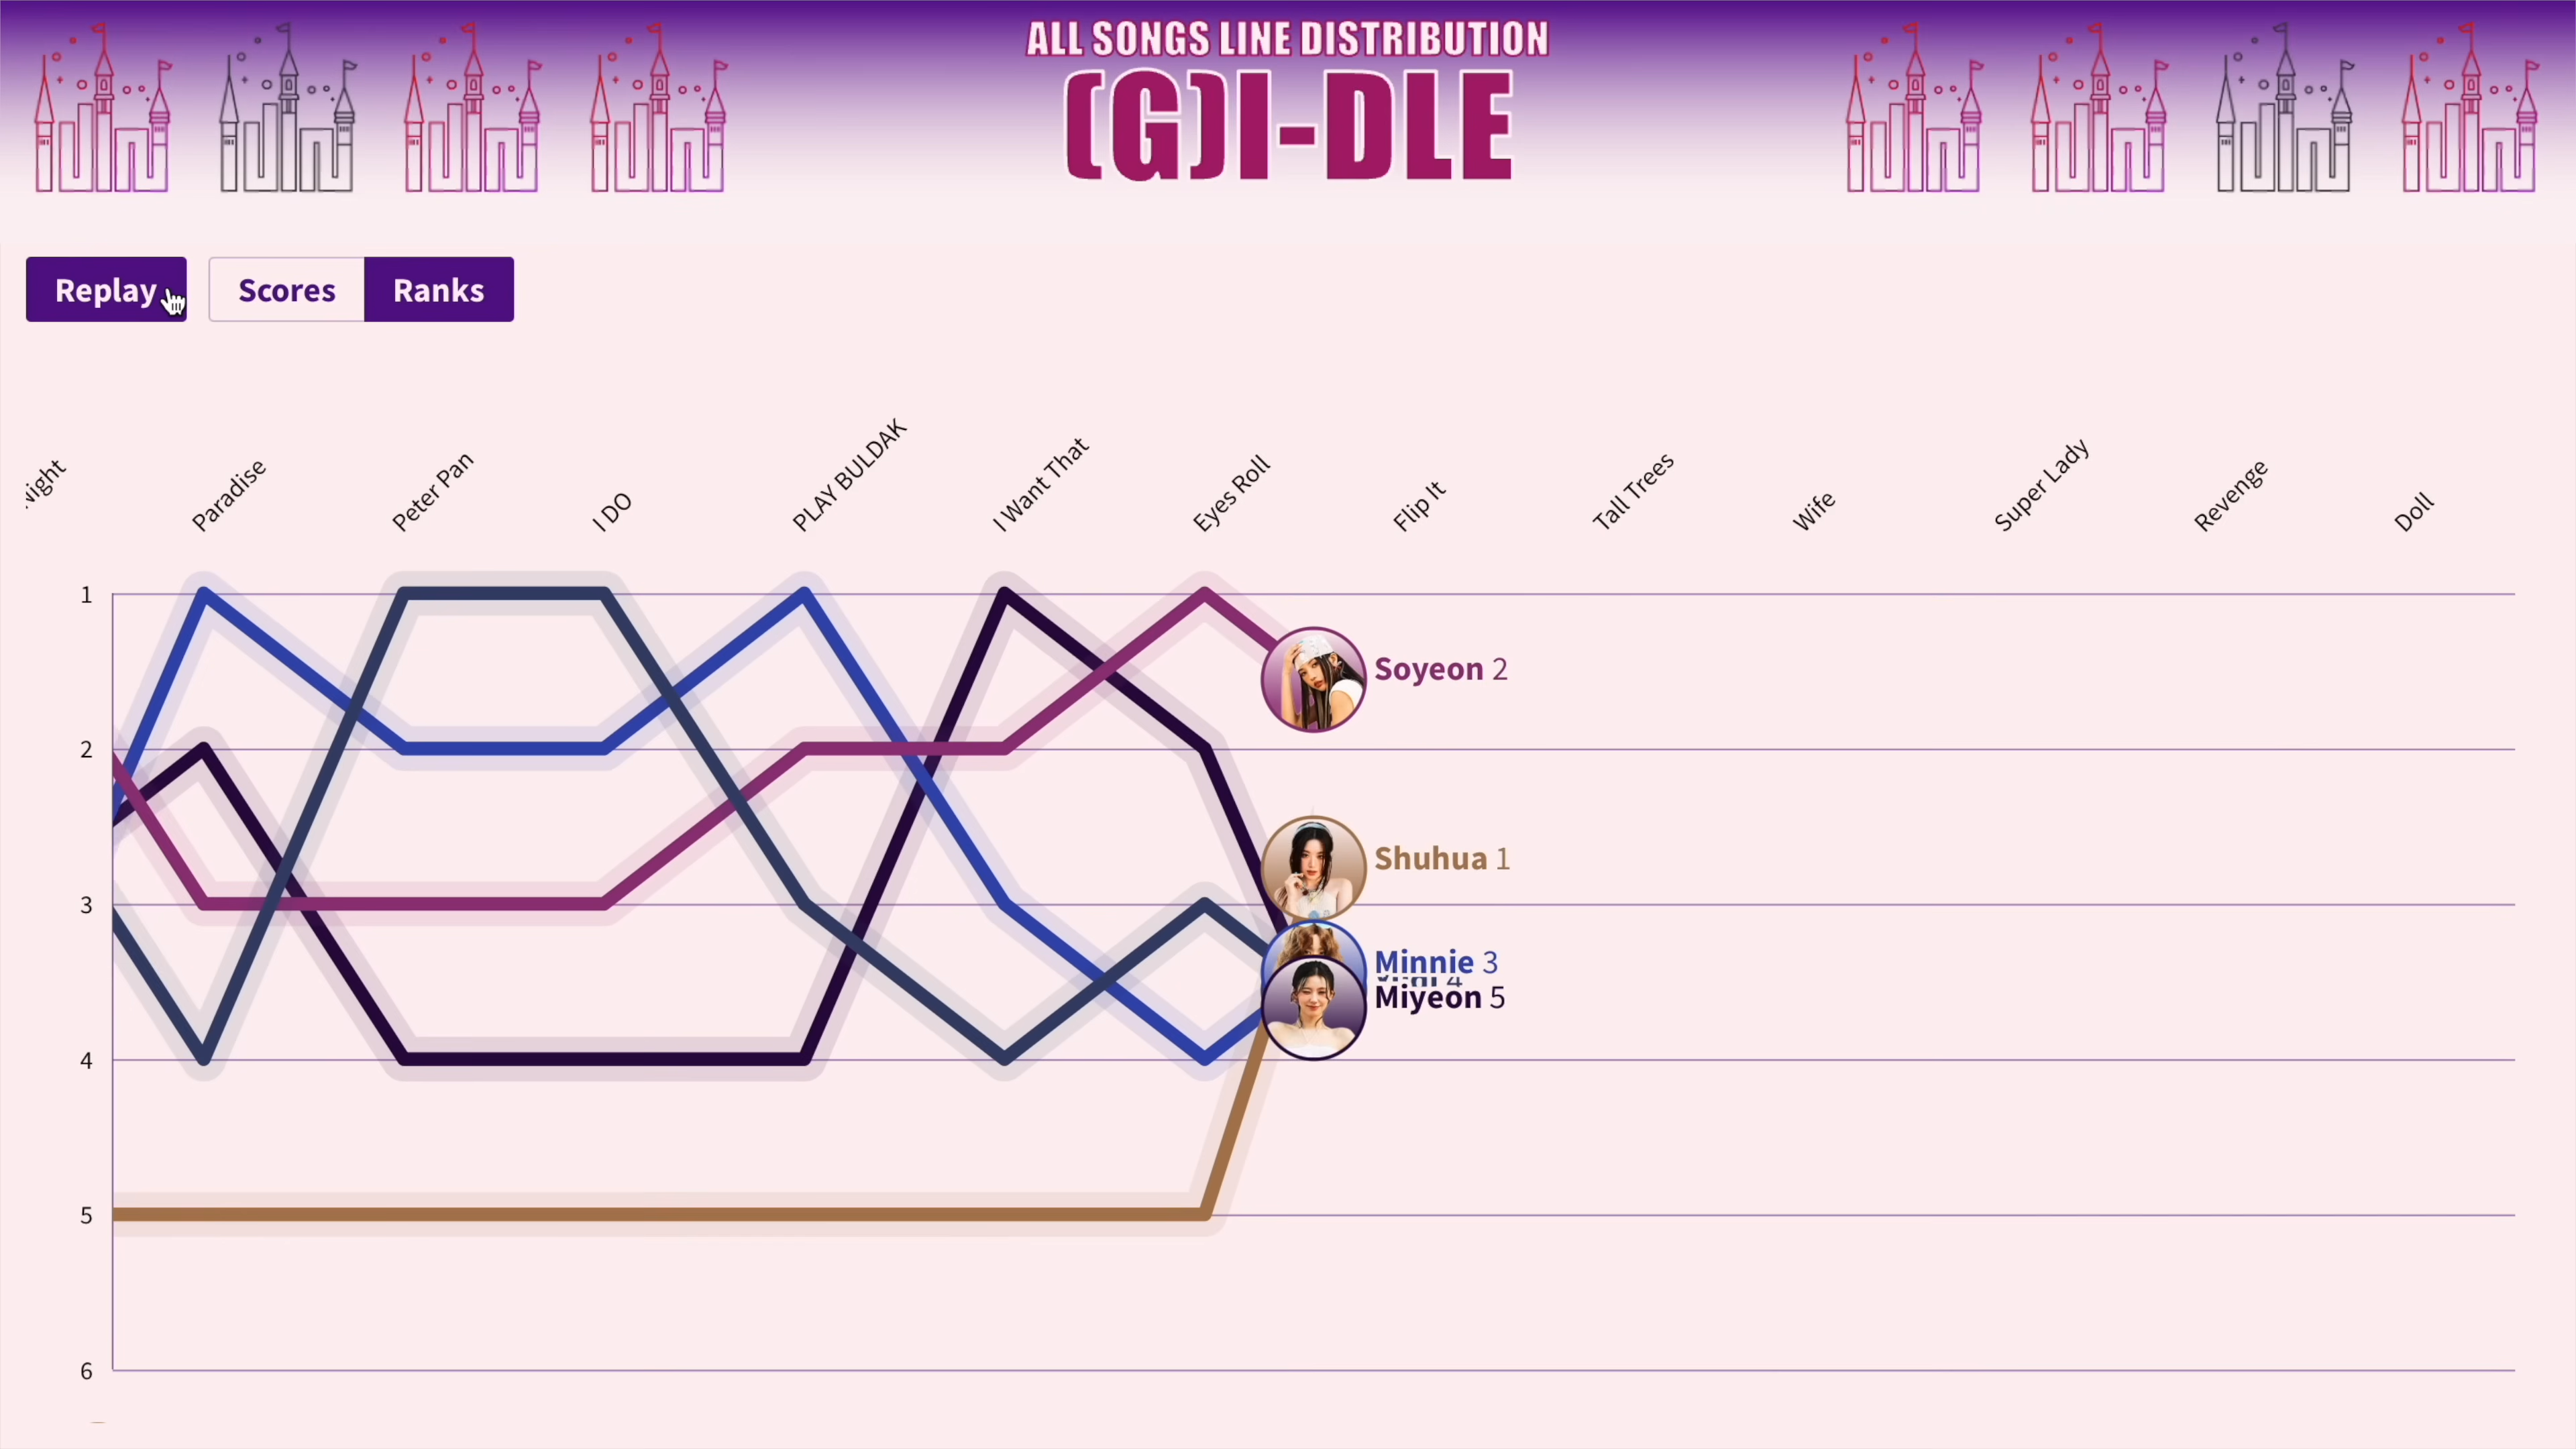 ALL SONGS LINE DISTRIBUTION
(G)I-DLE
Replay
Scores
Ranks
Paradise
Peter Pan
I DO
PLAY BULDAK
I Want That
Eyes Roll
Flip It
Tall Trees
Wife
Super Lady
Revenge
Doll
1
2
3
4
5
6
Soyeon 2
Shuhua 1
Minnie 3
Miyeon 5